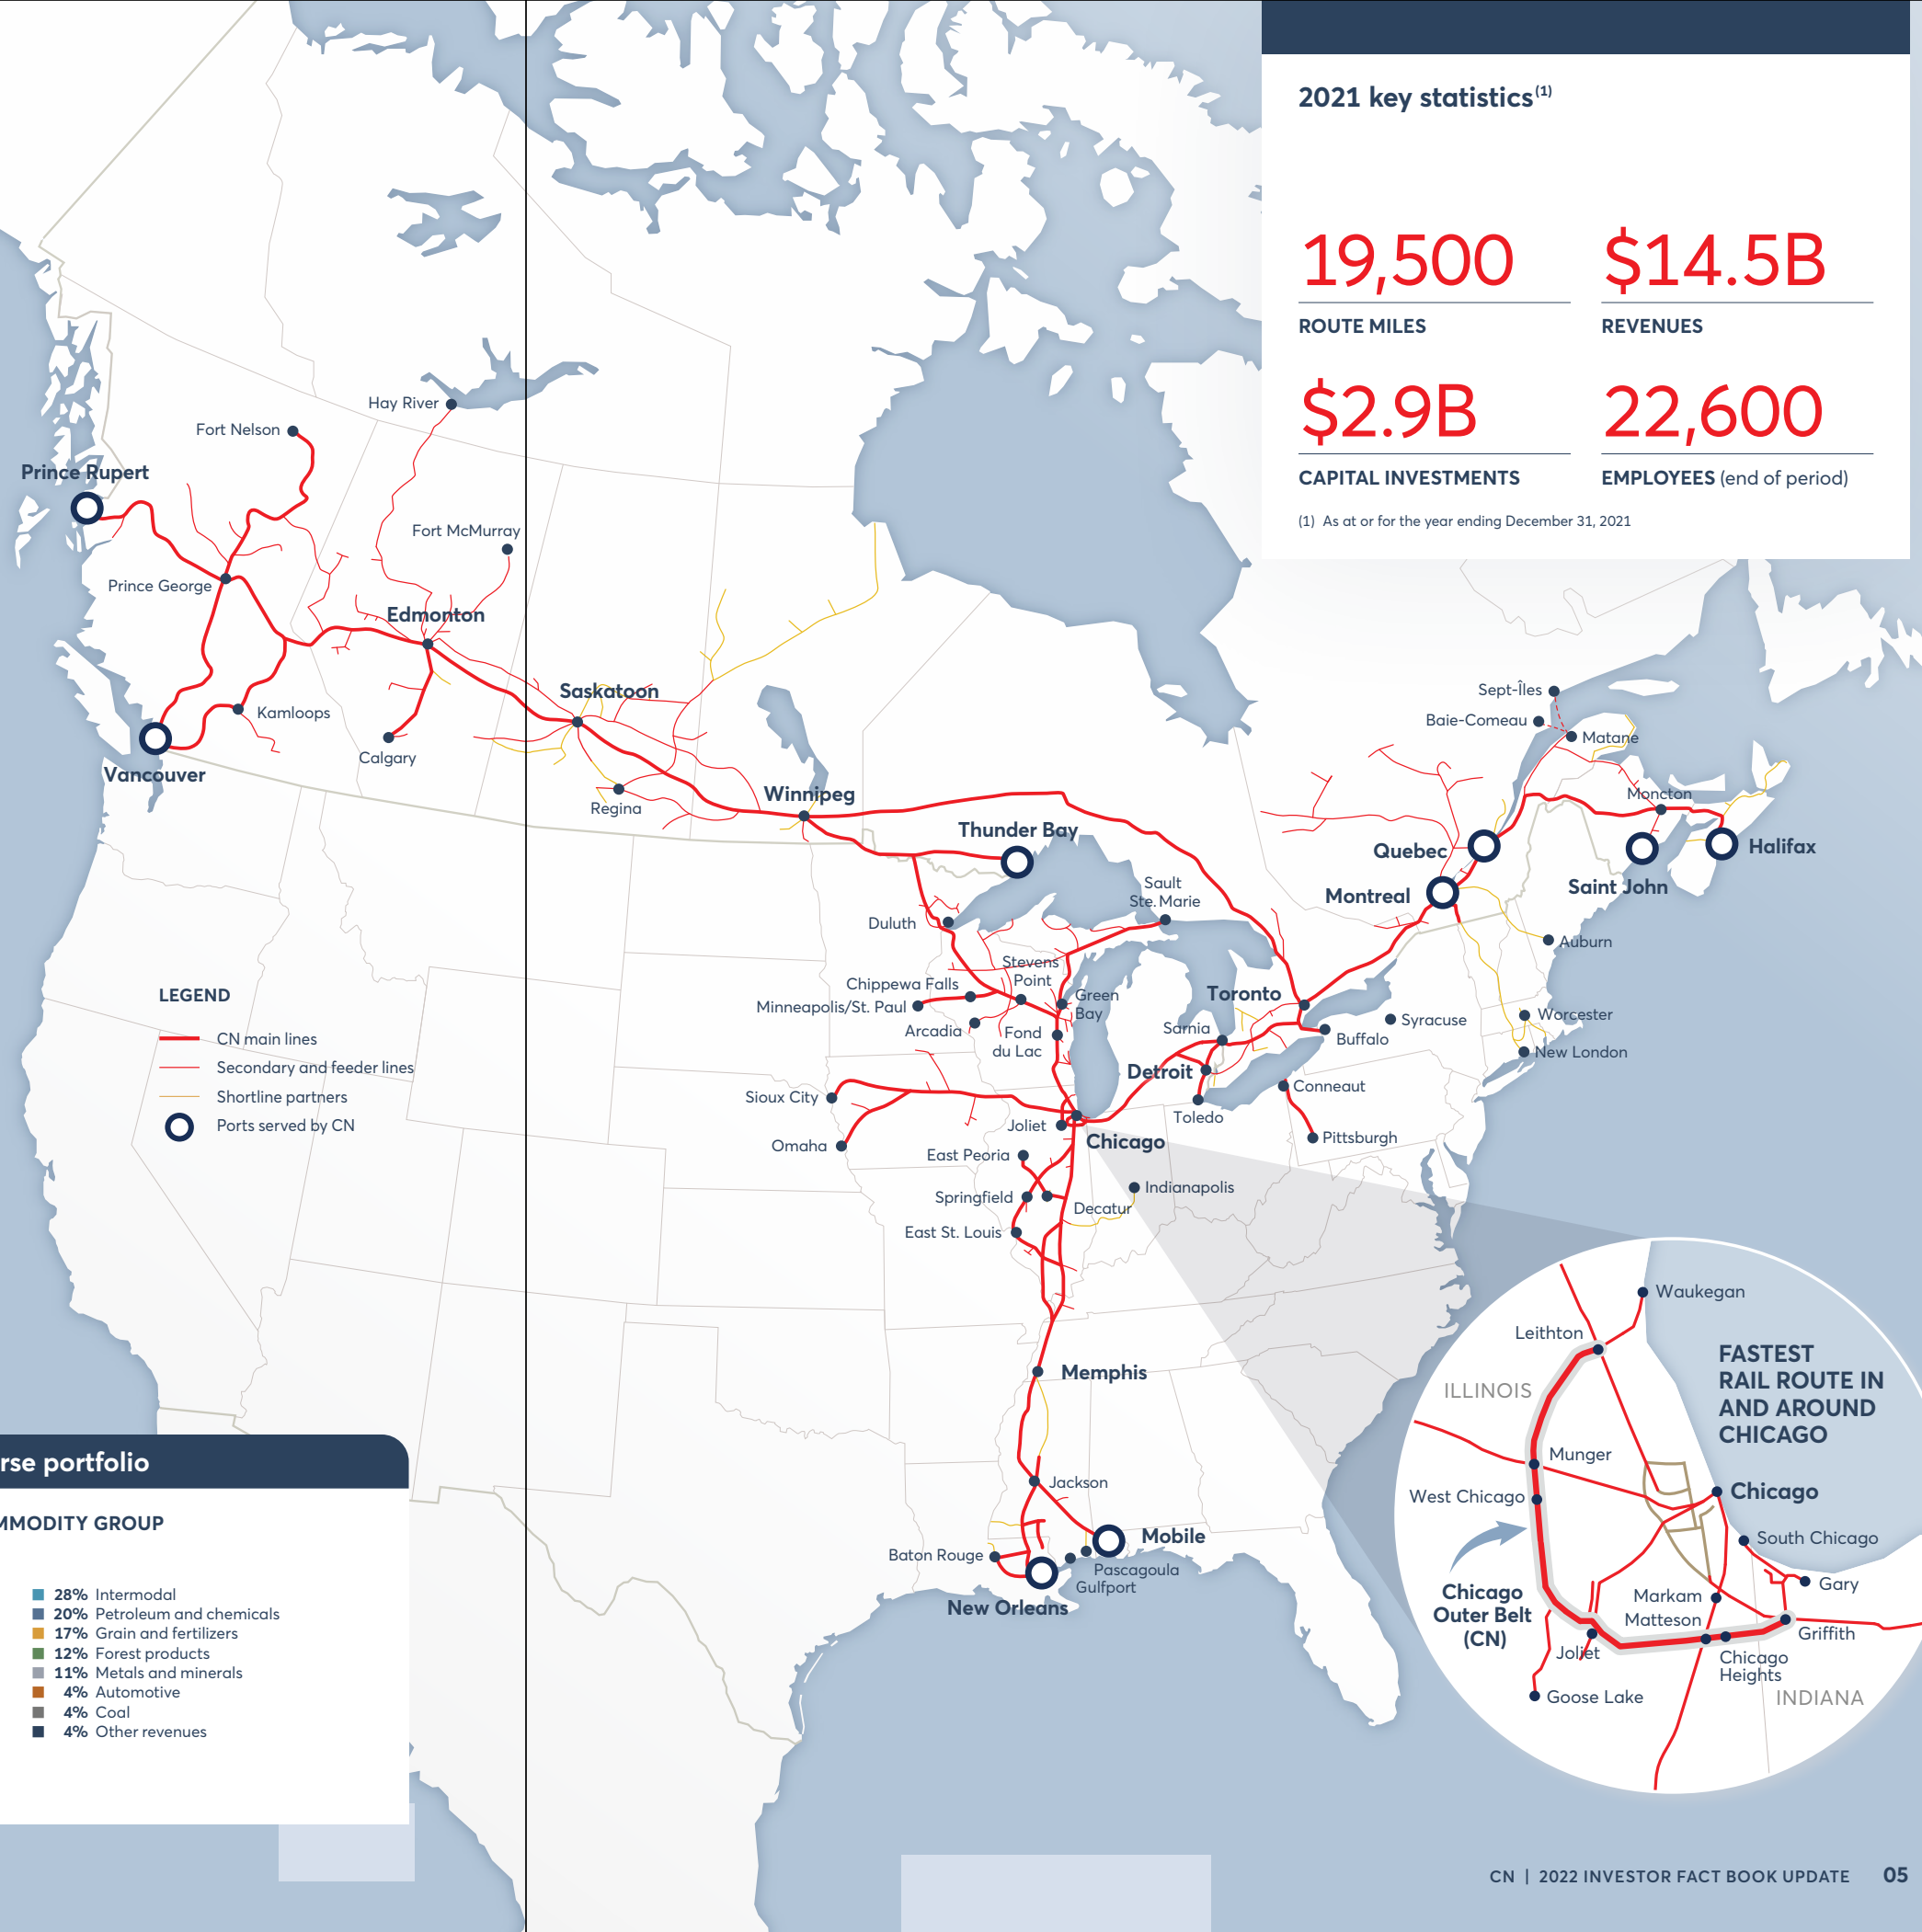 2021 key statistics(1)
19,500
ROUTE MILES
$14.5B
REVENUES
$2.9B
CAPITAL INVESTMENTS
22,600
EMPLOYEES (end of period)
(1) As at or for the year ending December 31, 2021
Hay River
Fort Nelson
Prince Rupert
Fort McMurray
Prince George
Edmonton
Saskatoon
Kamloops
Calgary
Vancouver
Regina
Winnipeg
Thunder Bay
Sept-Îles
Baie-Comeau
Matane
Moncton
Quebec
Halifax
Saint John
Montreal
Sault
Ste. Marie
Duluth
Auburn
Stevens
Point
Chippewa Falls
Minneapolis/St. Paul
Green
Bay
Arcadia
Fond
du Lac
Toronto
Sarnia
Syracuse
Worcester
Buffalo
New London
Detroit
Conneaut
Sioux City
Toledo
Joliet
Chicago
Pittsburgh
Omaha
East Peoria
Indianapolis
Springfield
Decatur
East St. Louis
Memphis
Jackson
Mobile
Baton Rouge
Pascagoula
Gulfport
New Orleans
LEGEND
CN main lines
Secondary and feeder lines
Shortline partners
Ports served by CN
rse portfolio
MMODITY GROUP
28% Intermodal
20% Petroleum and chemicals
17% Grain and fertilizers
12% Forest products
11% Metals and minerals
4% Automotive
4% Coal
4% Other revenues
Waukegan
Leithton
FASTEST
RAIL ROUTE IN
AND AROUND
CHICAGO
ILLINOIS
Munger
West Chicago
Chicago
South Chicago
Gary
Chicago
Outer Belt
(CN)
Markam
Matteson
Griffith
Joliet
Chicago
Heights
Goose Lake
INDIANA
CN | 2022 INVESTOR FACT BOOK UPDATE 05